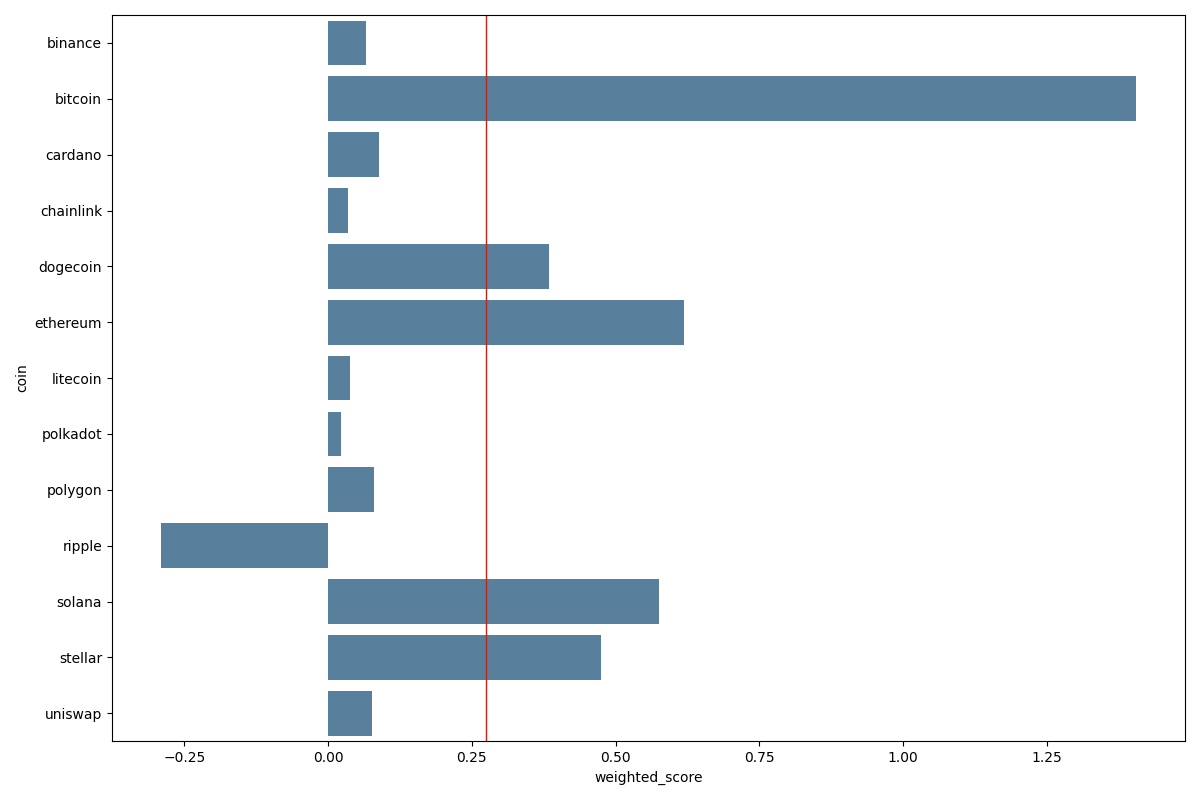 binance
bitcoin
cardano
chainlink
dogecoin
ethereum
litecoin
polkadot
polygon
ripple
solana
stellar
uniswap
coin
−0.25 0.00 0.25 0.50 0.75 1.00 1.25
weighted_score